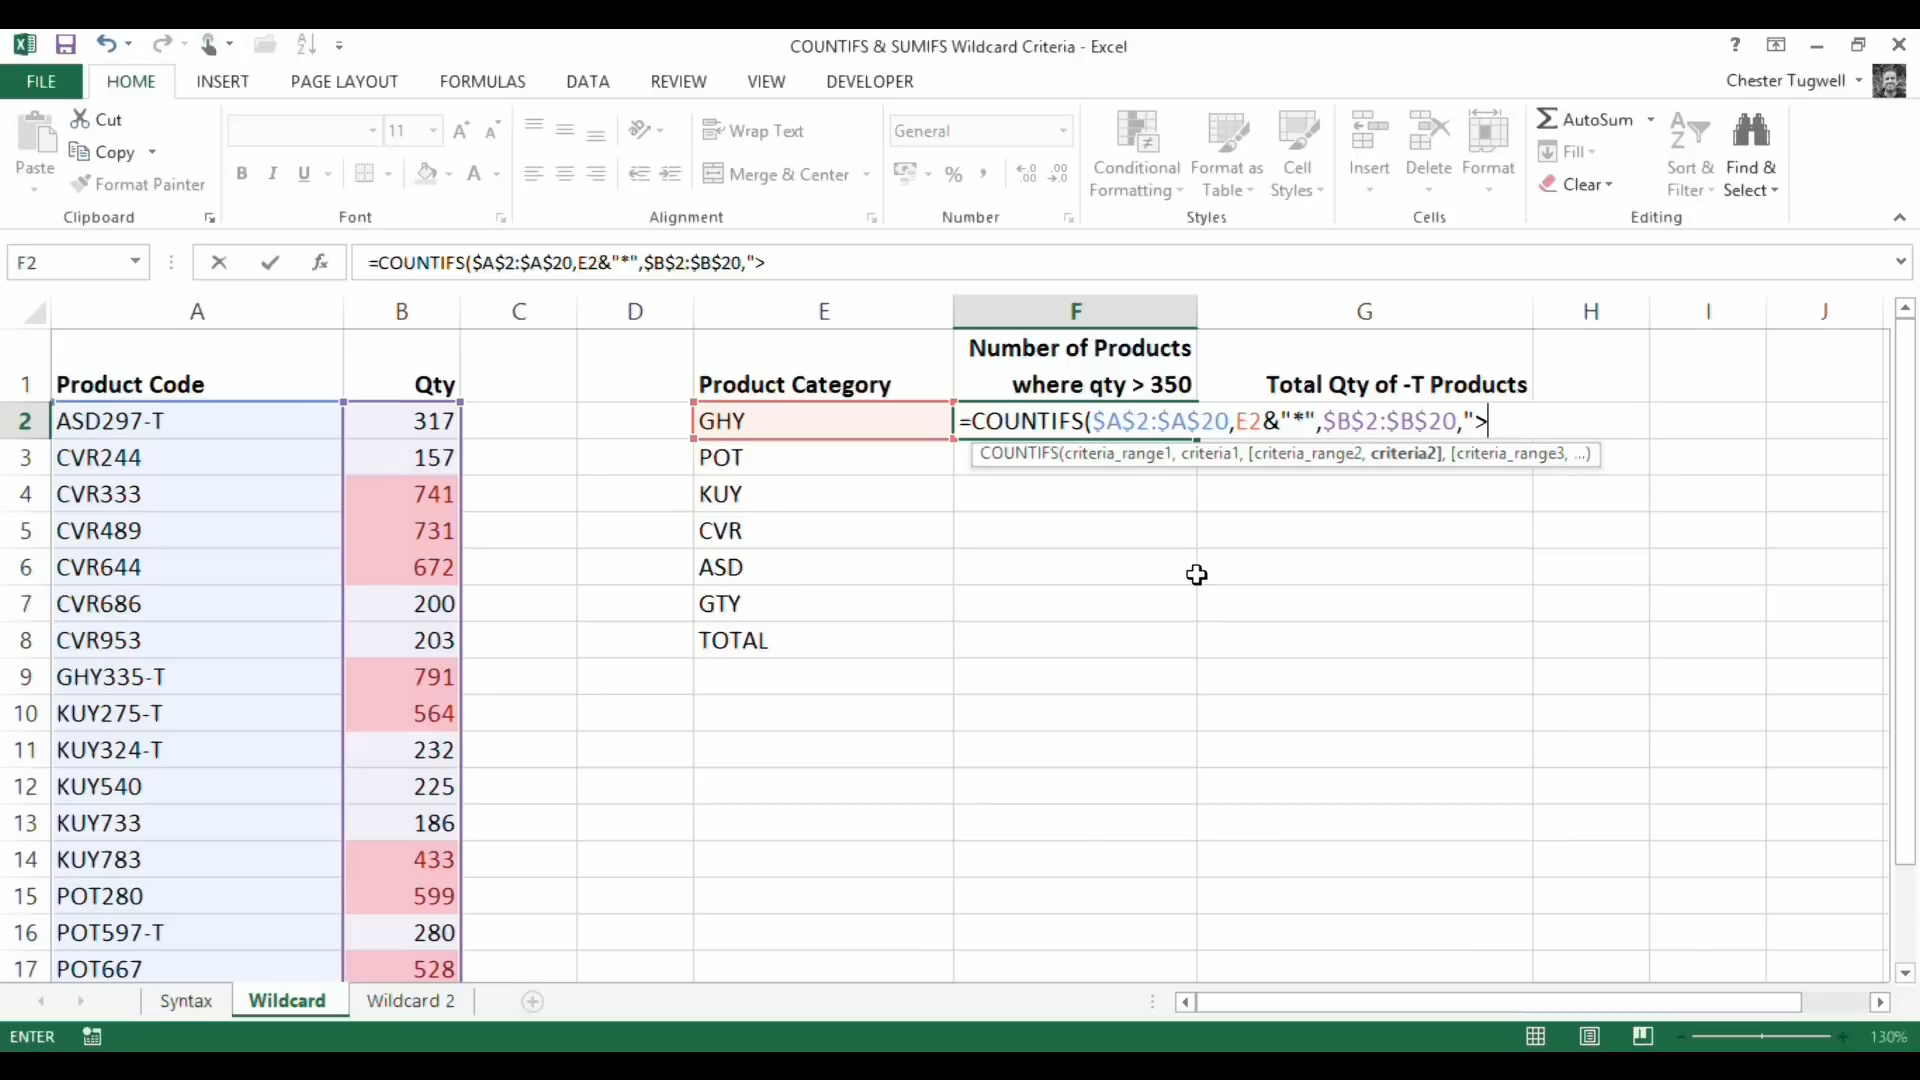 COUNTIFS & SUMIFS Wildcard Criteria - Excel
?
FILE HOME INSERT PAGE LAYOUT FORMULAS DATA REVIEW VIEW DEVELOPER Chester Tugwell
Paste
Cut
Copy
Format Painter
Clipboard
11
B I U
Font
Wrap Text
Merge & Center
Alignment
General
%
Number
Conditional Formatting
Format as Table
Cell Styles
Styles
Insert Delete Format
Cells
AutoSum
Fill
Clear
Sort & Filter
Find & Select
Editing
F2 fx =COUNTIFS($A$2:$A$20,E2&"*",$B$2:$B$20,">
A B C D E F G H I J
1 Product Code Qty Product Category Number of Products where qty > 350 Total Qty of -T Products
2 ASD297-T 317 GHY =COUNTIFS($A$2:$A$20,E2&"*",$B$2:$B$20,">
COUNTIFS(criteria_range1, criteria1, [criteria_range2, criteria2], [criteria_range3, ...)
3 CVR244 157 POT
4 CVR333 741 KUY
5 CVR489 731 CVR
6 CVR644 672 ASD
7 CVR686 200 GTY
8 CVR953 203 TOTAL
9 GHY335-T 791
10 KUY275-T 564
11 KUY324-T 232
12 KUY540 225
13 KUY733 186
14 KUY783 433
15 POT280 599
16 POT597-T 280
17 POT667 528
Syntax Wildcard Wildcard 2
ENTER 130%